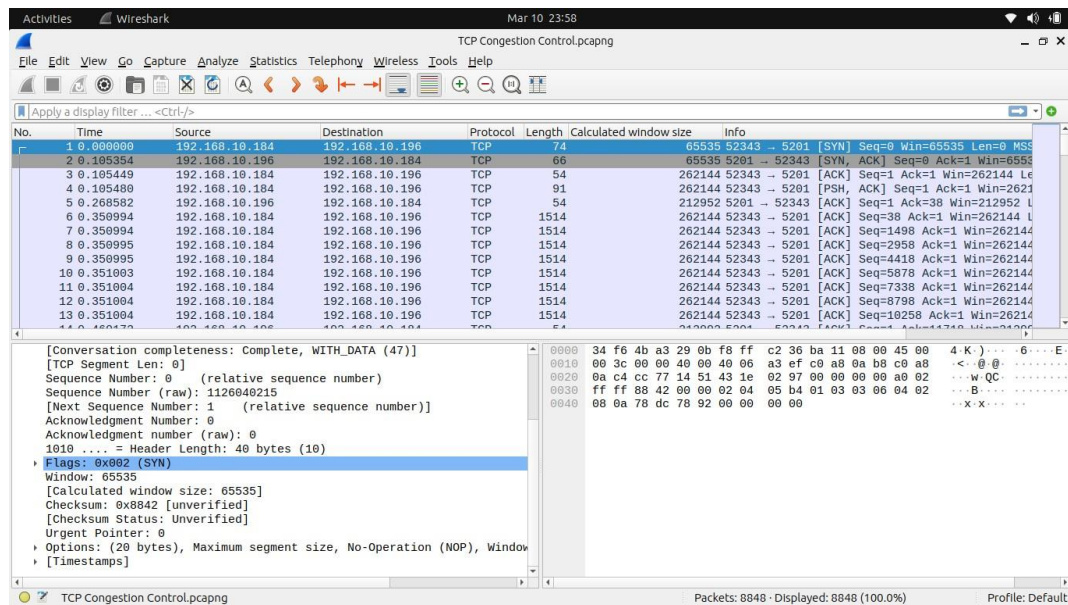 Activities Wireshark Mar 10 23:58
TCP Congestion Control.pcapng
File Edit View Go Capture Analyze Statistics Telephony Wireless Tools Help
Apply a display filter ... <Ctrl-/>
No. Time Source Destination Protocol Length Calculated window size Info
1 0.000000 192.168.10.184 192.168.10.196 TCP 74 65535 52343 → 5201 [SYN] Seq=0 Win=65535 Len=0 MSS
2 0.105354 192.168.10.196 192.168.10.184 TCP 66 65535 5201 → 52343 [SYN, ACK] Seq=0 Ack=1 Win=6553
3 0.105449 192.168.10.184 192.168.10.196 TCP 54 262144 52343 → 5201 [ACK] Seq=1 Ack=1 Win=262144 Le
4 0.105480 192.168.10.184 192.168.10.196 TCP 91 262144 52343 → 5201 [PSH, ACK] Seq=1 Ack=1 Win=2621
5 0.268582 192.168.10.196 192.168.10.184 TCP 54 212952 5201 → 52343 [ACK] Seq=1 Ack=38 Win=212952 L
6 0.350994 192.168.10.184 192.168.10.196 TCP 1514 262144 52343 → 5201 [ACK] Seq=38 Ack=1 Win=262144 L
7 0.350994 192.168.10.184 192.168.10.196 TCP 1514 262144 52343 → 5201 [ACK] Seq=1498 Ack=1 Win=262144
8 0.350995 192.168.10.184 192.168.10.196 TCP 1514 262144 52343 → 5201 [ACK] Seq=2958 Ack=1 Win=262144
9 0.350995 192.168.10.184 192.168.10.196 TCP 1514 262144 52343 → 5201 [ACK] Seq=4418 Ack=1 Win=262144
10 0.351003 192.168.10.184 192.168.10.196 TCP 1514 262144 52343 → 5201 [ACK] Seq=5878 Ack=1 Win=262144
11 0.351004 192.168.10.184 192.168.10.196 TCP 1514 262144 52343 → 5201 [ACK] Seq=7338 Ack=1 Win=262144
12 0.351004 192.168.10.184 192.168.10.196 TCP 1514 262144 52343 → 5201 [ACK] Seq=8798 Ack=1 Win=262144
13 0.351004 192.168.10.184 192.168.10.196 TCP 1514 262144 52343 → 5201 [ACK] Seq=10258 Ack=1 Win=26214
[Conversation completeness: Complete, WITH_DATA (47)]
[TCP Segment Len: 0]
Sequence Number: 0 (relative sequence number)
Sequence Number (raw): 1126040215
[Next Sequence Number: 1 (relative sequence number)]
Acknowledgment Number: 0
Acknowledgment number (raw): 0
1010 .... = Header Length: 40 bytes (10)
Flags: 0x002 (SYN)
Window: 65535
[Calculated window size: 65535]
Checksum: 0x8842 [unverified]
[Checksum Status: Unverified]
Urgent Pointer: 0
Options: (20 bytes), Maximum segment size, No-Operation (NOP), Window
[Timestamps]
0000 34 f6 4b a3 29 0b f8 ff c2 36 ba 11 08 00 45 00 4·K·)··· ·6····E·
0010 00 3c 00 00 40 00 40 06 a3 ef c0 a8 0a b8 c0 a8 ·<··@·@· ········
0020 0a c4 cc 77 14 51 43 1e 02 97 00 00 00 00 a0 02 ···w·QC· ········
0030 ff ff 88 42 00 00 02 04 05 b4 01 03 03 06 04 02 ···B···· ········
0040 08 0a 78 dc 78 92 00 00 00 00 ··x·x··· ··
TCP Congestion Control.pcapng Packets: 8848 · Displayed: 8848 (100.0%) Profile: Default